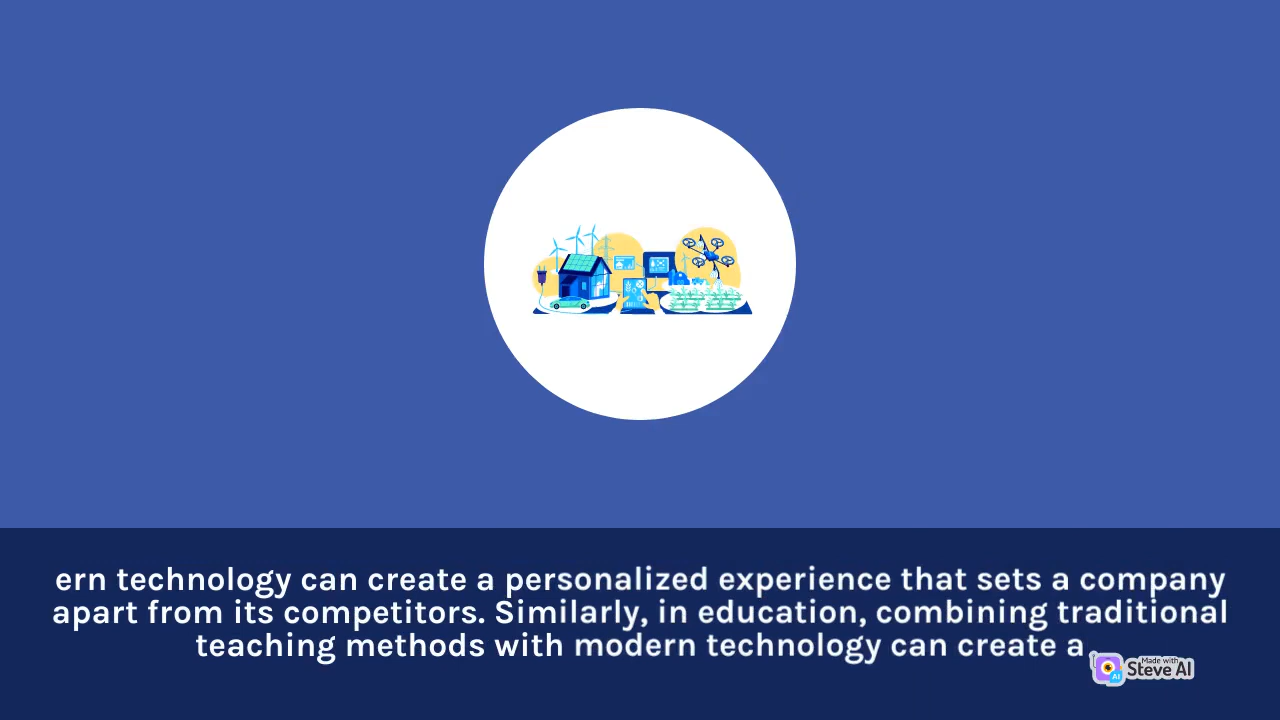 ern technology can create a personalized experience that sets a company
apart from its competitors. Similarly, in education, combining traditional
teaching methods with modern technology can create a
Made with
Steve AI
AI